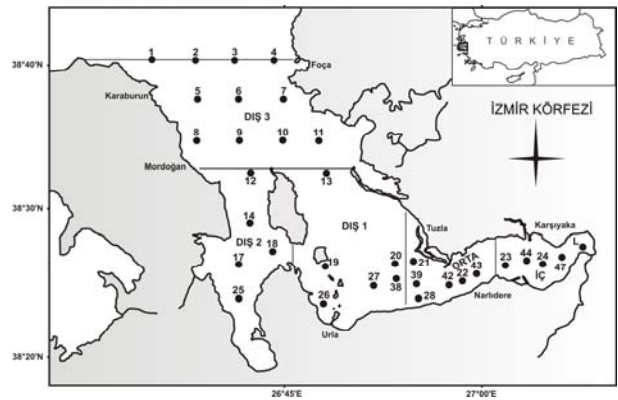 TÜRKİYE
1 2 3 4
38°40'N
Foça
Karaburun
5 6 7
DIŞ 3
İZMİR KÖRFEZİ
8 9 10 11
Mordoğan
12 13
38°30'N
14
DIŞ 1
Tuzla
Karşıyaka
DIŞ 2
18
17
19
20
21
ORTA
L
25
26
27
38
39
28
42
22
43
23
44
24
47
İÇ
Narlıdere
Urla
38°20'N
26°45'E
27°00'E